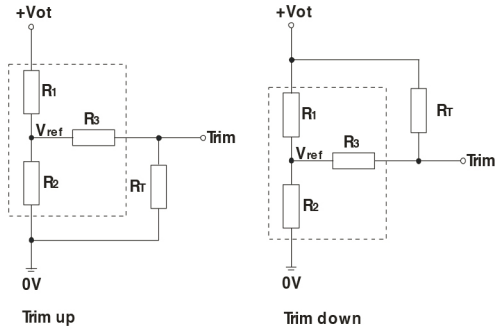 +Vot
R1
Vref
R3
Trim
R2
RT
0V
Trim up
+Vot
R1
RT
Vref
R3
Trim
R2
0V
Trim down